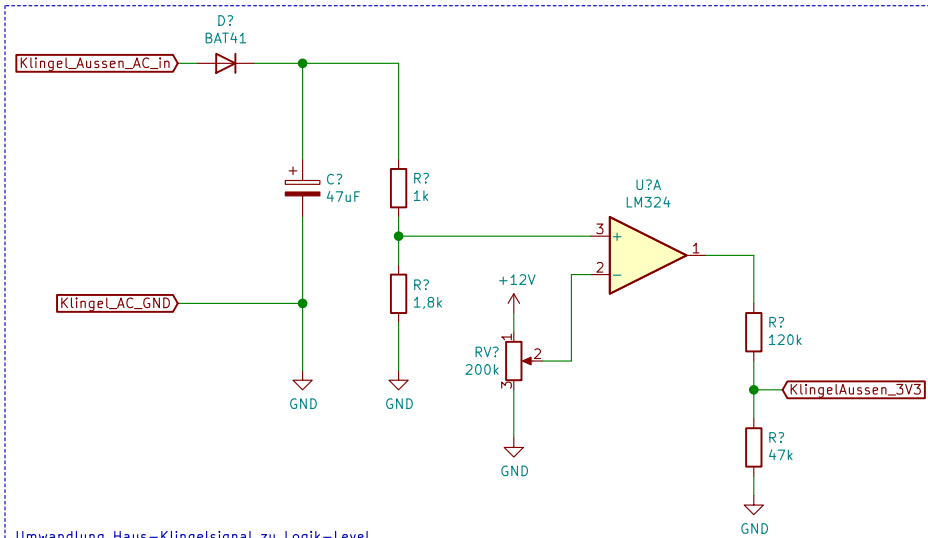 D?
BAT41
Klingel_Aussen_AC_in
+
C?
47uF
R?
1k
U?A
LM324
3
+
1
2
−
R?
1,8k
+12V
Klingel_AC_GND
1
RV?
200k
2
3
R?
120k
KlingelAussen_3V3
GND
GND
R?
47k
GND
GND
Umwandlung Haus-Klingelsignal zu Logik-Level